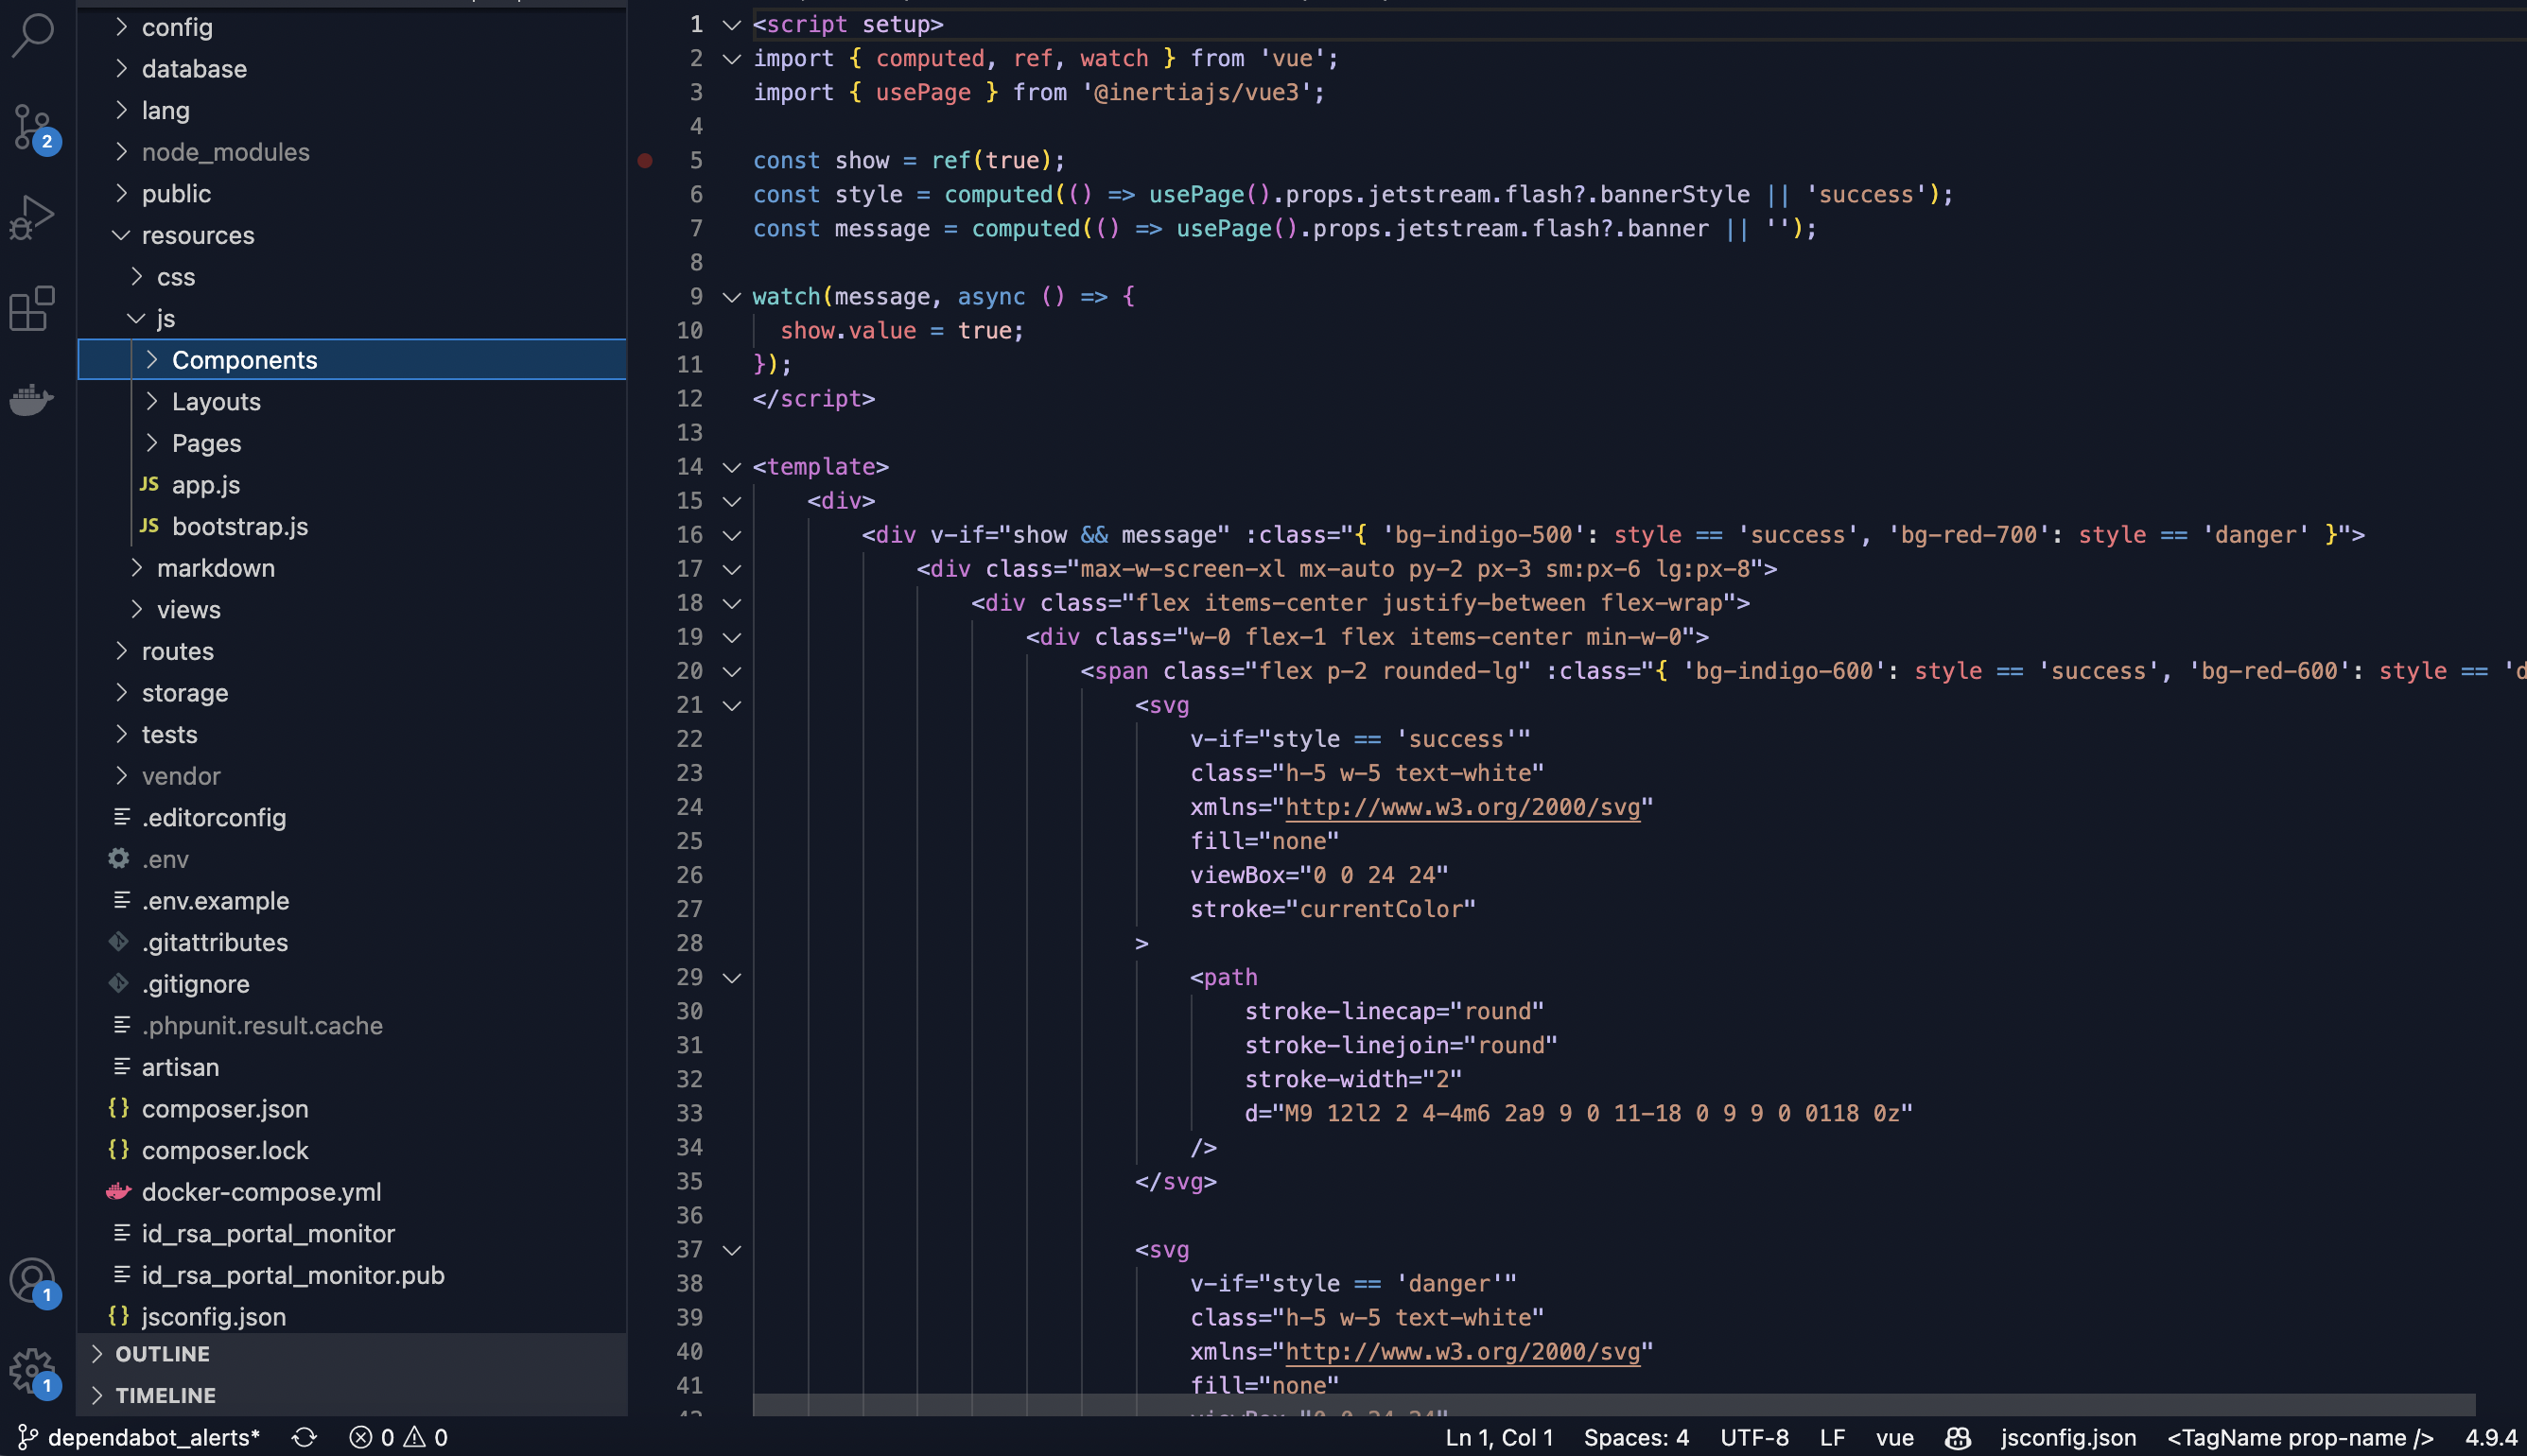 config
database
lang
node_modules
public
resources
css
js
Components
Layouts
Pages
JS app.js
JS bootstrap.js
markdown
views
routes
storage
tests
vendor
.editorconfig
.env
.env.example
.gitattributes
.gitignore
.phpunit.result.cache
artisan
{} composer.json
{} composer.lock
docker-compose.yml
id_rsa_portal_monitor
id_rsa_portal_monitor.pub
{} jsconfig.json
OUTLINE
TIMELINE
2
1
1
1 <script setup>
2 import { computed, ref, watch } from 'vue';
3 import { usePage } from '@inertiajs/vue3';
4
5 const show = ref(true);
6 const style = computed(() => usePage().props.jetstream.flash?.bannerStyle || 'success');
7 const message = computed(() => usePage().props.jetstream.flash?.banner || '');
8
9 watch(message, async () => {
10   show.value = true;
11 });
12 </script>
13
14 <template>
15     <div>
16         <div v-if="show && message" :class="{ 'bg-indigo-500': style == 'success', 'bg-red-700': style == 'danger' }">
17             <div class="max-w-screen-xl mx-auto py-2 px-3 sm:px-6 lg:px-8">
18                 <div class="flex items-center justify-between flex-wrap">
19                     <div class="w-0 flex-1 flex items-center min-w-0">
20                         <span class="flex p-2 rounded-lg" :class="{ 'bg-indigo-600': style == 'success', 'bg-red-600': style == 'd
21                             <svg
22                                 v-if="style == 'success'"
23                                 class="h-5 w-5 text-white"
24                                 xmlns="http://www.w3.org/2000/svg"
25                                 fill="none"
26                                 viewBox="0 0 24 24"
27                                 stroke="currentColor"
28                             >
29                                 <path
30                                     stroke-linecap="round"
31                                     stroke-linejoin="round"
32                                     stroke-width="2"
33                                     d="M9 12l2 2 4-4m6 2a9 9 0 11-18 0 9 9 0 0118 0z"
34                                 />
35                             </svg>
36
37                             <svg
38                                 v-if="style == 'danger'"
39                                 class="h-5 w-5 text-white"
40                                 xmlns="http://www.w3.org/2000/svg"
41                                 fill="none"
dependabot_alerts* 0 0 Ln 1, Col 1 Spaces: 4 UTF-8 LF vue jsconfig.json <TagName prop-name /> 4.9.4